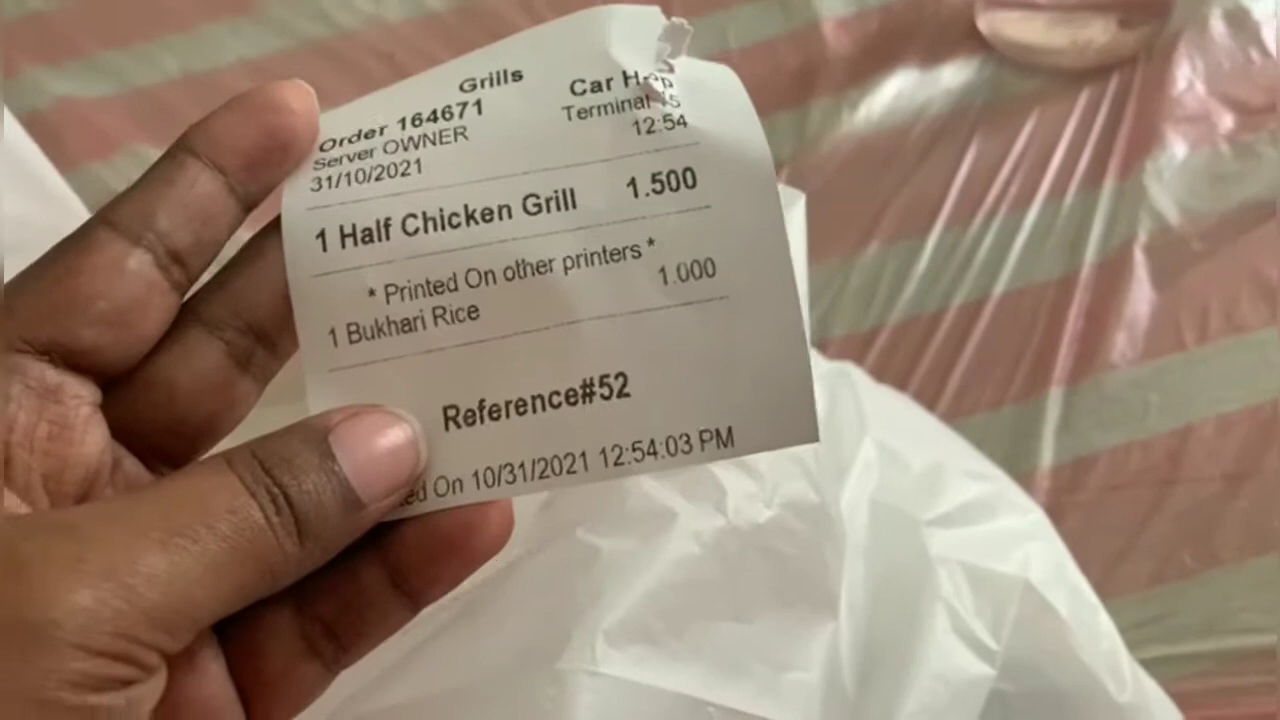 Grills
Order 164671 Car Hop
Server OWNER Terminal 15
31/10/2021 12:54
1 Half Chicken Grill 1.500
* Printed On other printers *
1 Bukhari Rice 1.000
Reference#52
On 10/31/2021 12:54:03 PM